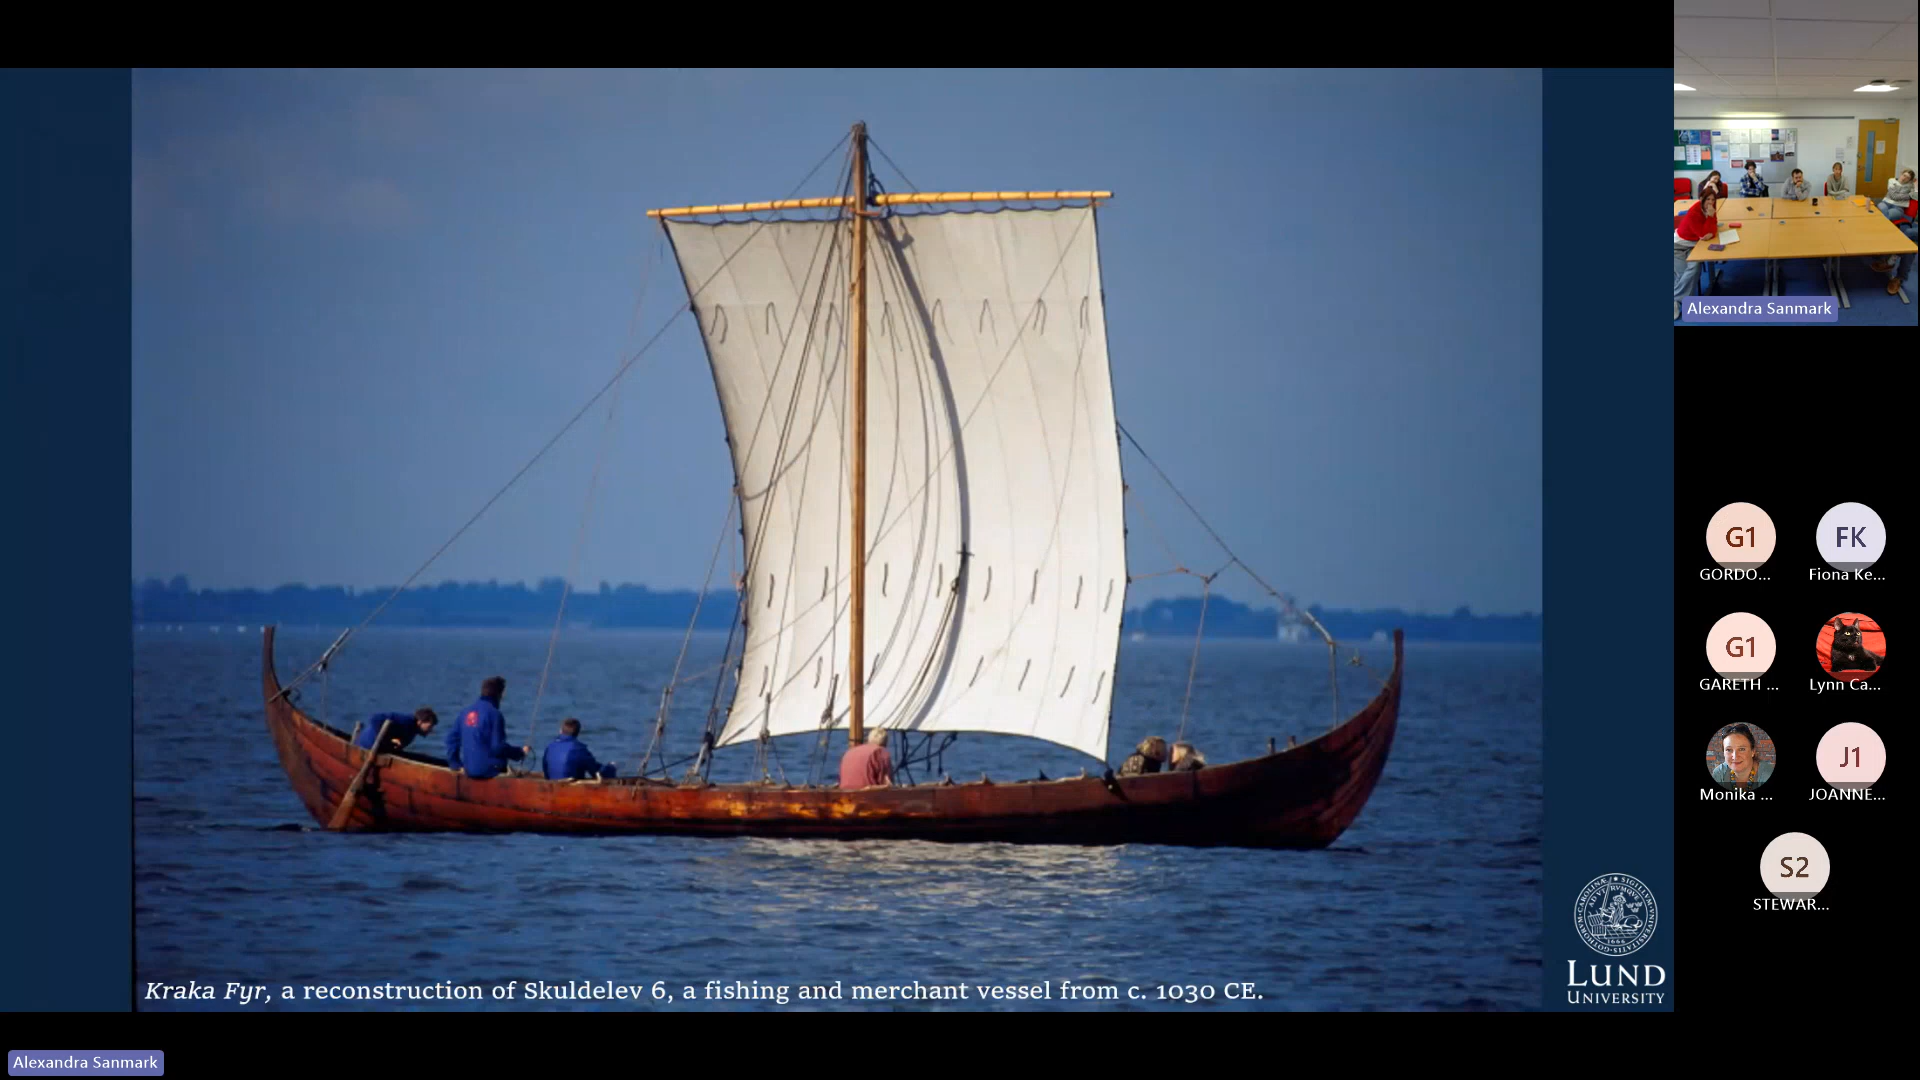 Alexandra Sanmark
G1
FK
GORDO...
Fiona Ke...
G1
GARETH ...
Lynn Ca...
J1
Monika ...
JOANNE...
S2
STEWAR...
LUND
UNIVERSITY
Kraka Fyr, a reconstruction of Skuldelev 6, a fishing and merchant vessel from c. 1030 CE.
Alexandra Sanmark